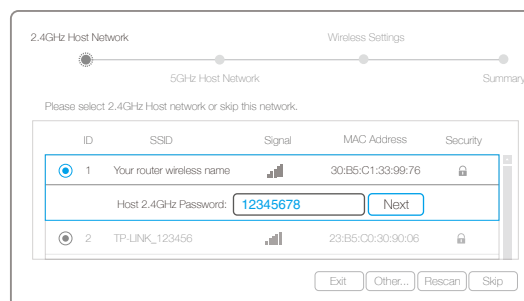 2.4GHz Host Network Wireless Settings
5GHz Host Network Summary
Please select 2.4GHz Host network or skip this network.
ID SSID Signal MAC Address Security
1 Your router wireless name 30:B5:C1:33:99:76
Host 2.4GHz Password: 12345678 Next
2 TP-LINK_123456 23:B5:C0:30:90:06
Exit Other... Rescan Skip